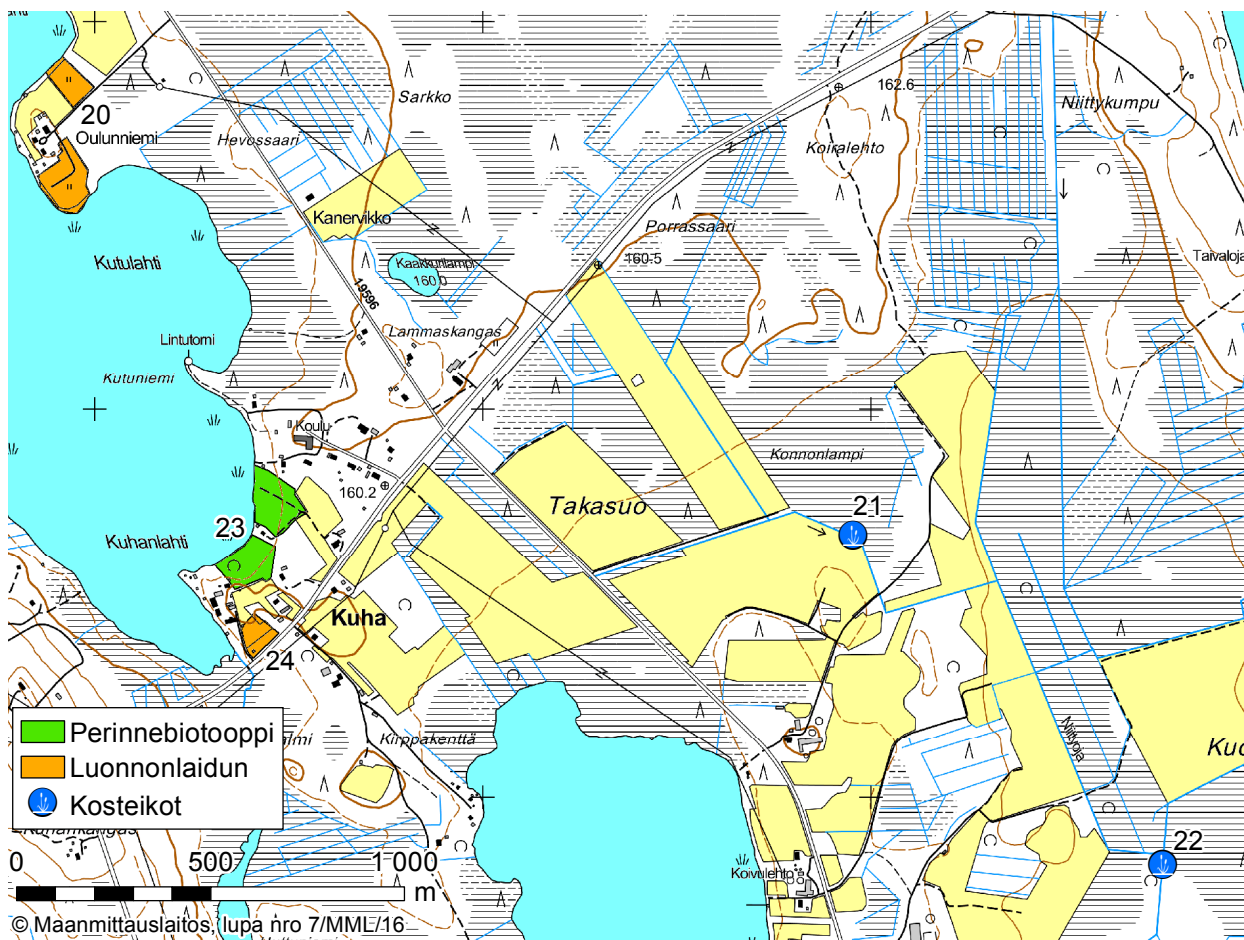 Sarkko
162.6
Niittykumpu
20
Oulunniemi
Hevossaari
Koiralehto
Kanervikko
Porrassaari
Kutulahti
Kaakkurilampi
160.0
160.5
Taivaloja
19596
Lintutorni
Lammaskangas
Kutuniemi
Koulu
Konnonlampi
160.2
Takasuo
21
23
Kuhanlahti
Kuha
24
Niittyoja
Kirppakenttä
Perinnebiotooppi
Luonnonlaidun
Kosteikot
22
Koivulehto
0 500 1 000
m
© Maanmittauslaitos, lupa nro 7/MML/16